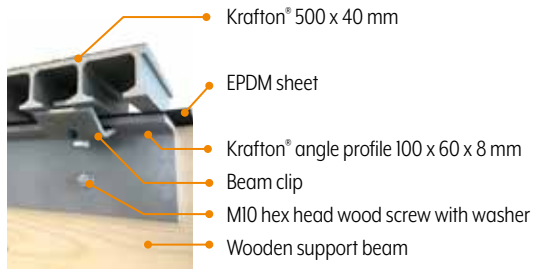 Krafton® 500 x 40 mm
EPDM sheet
Krafton® angle profile 100 x 60 x 8 mm
Beam clip
M10 hex head wood screw with washer
Wooden support beam